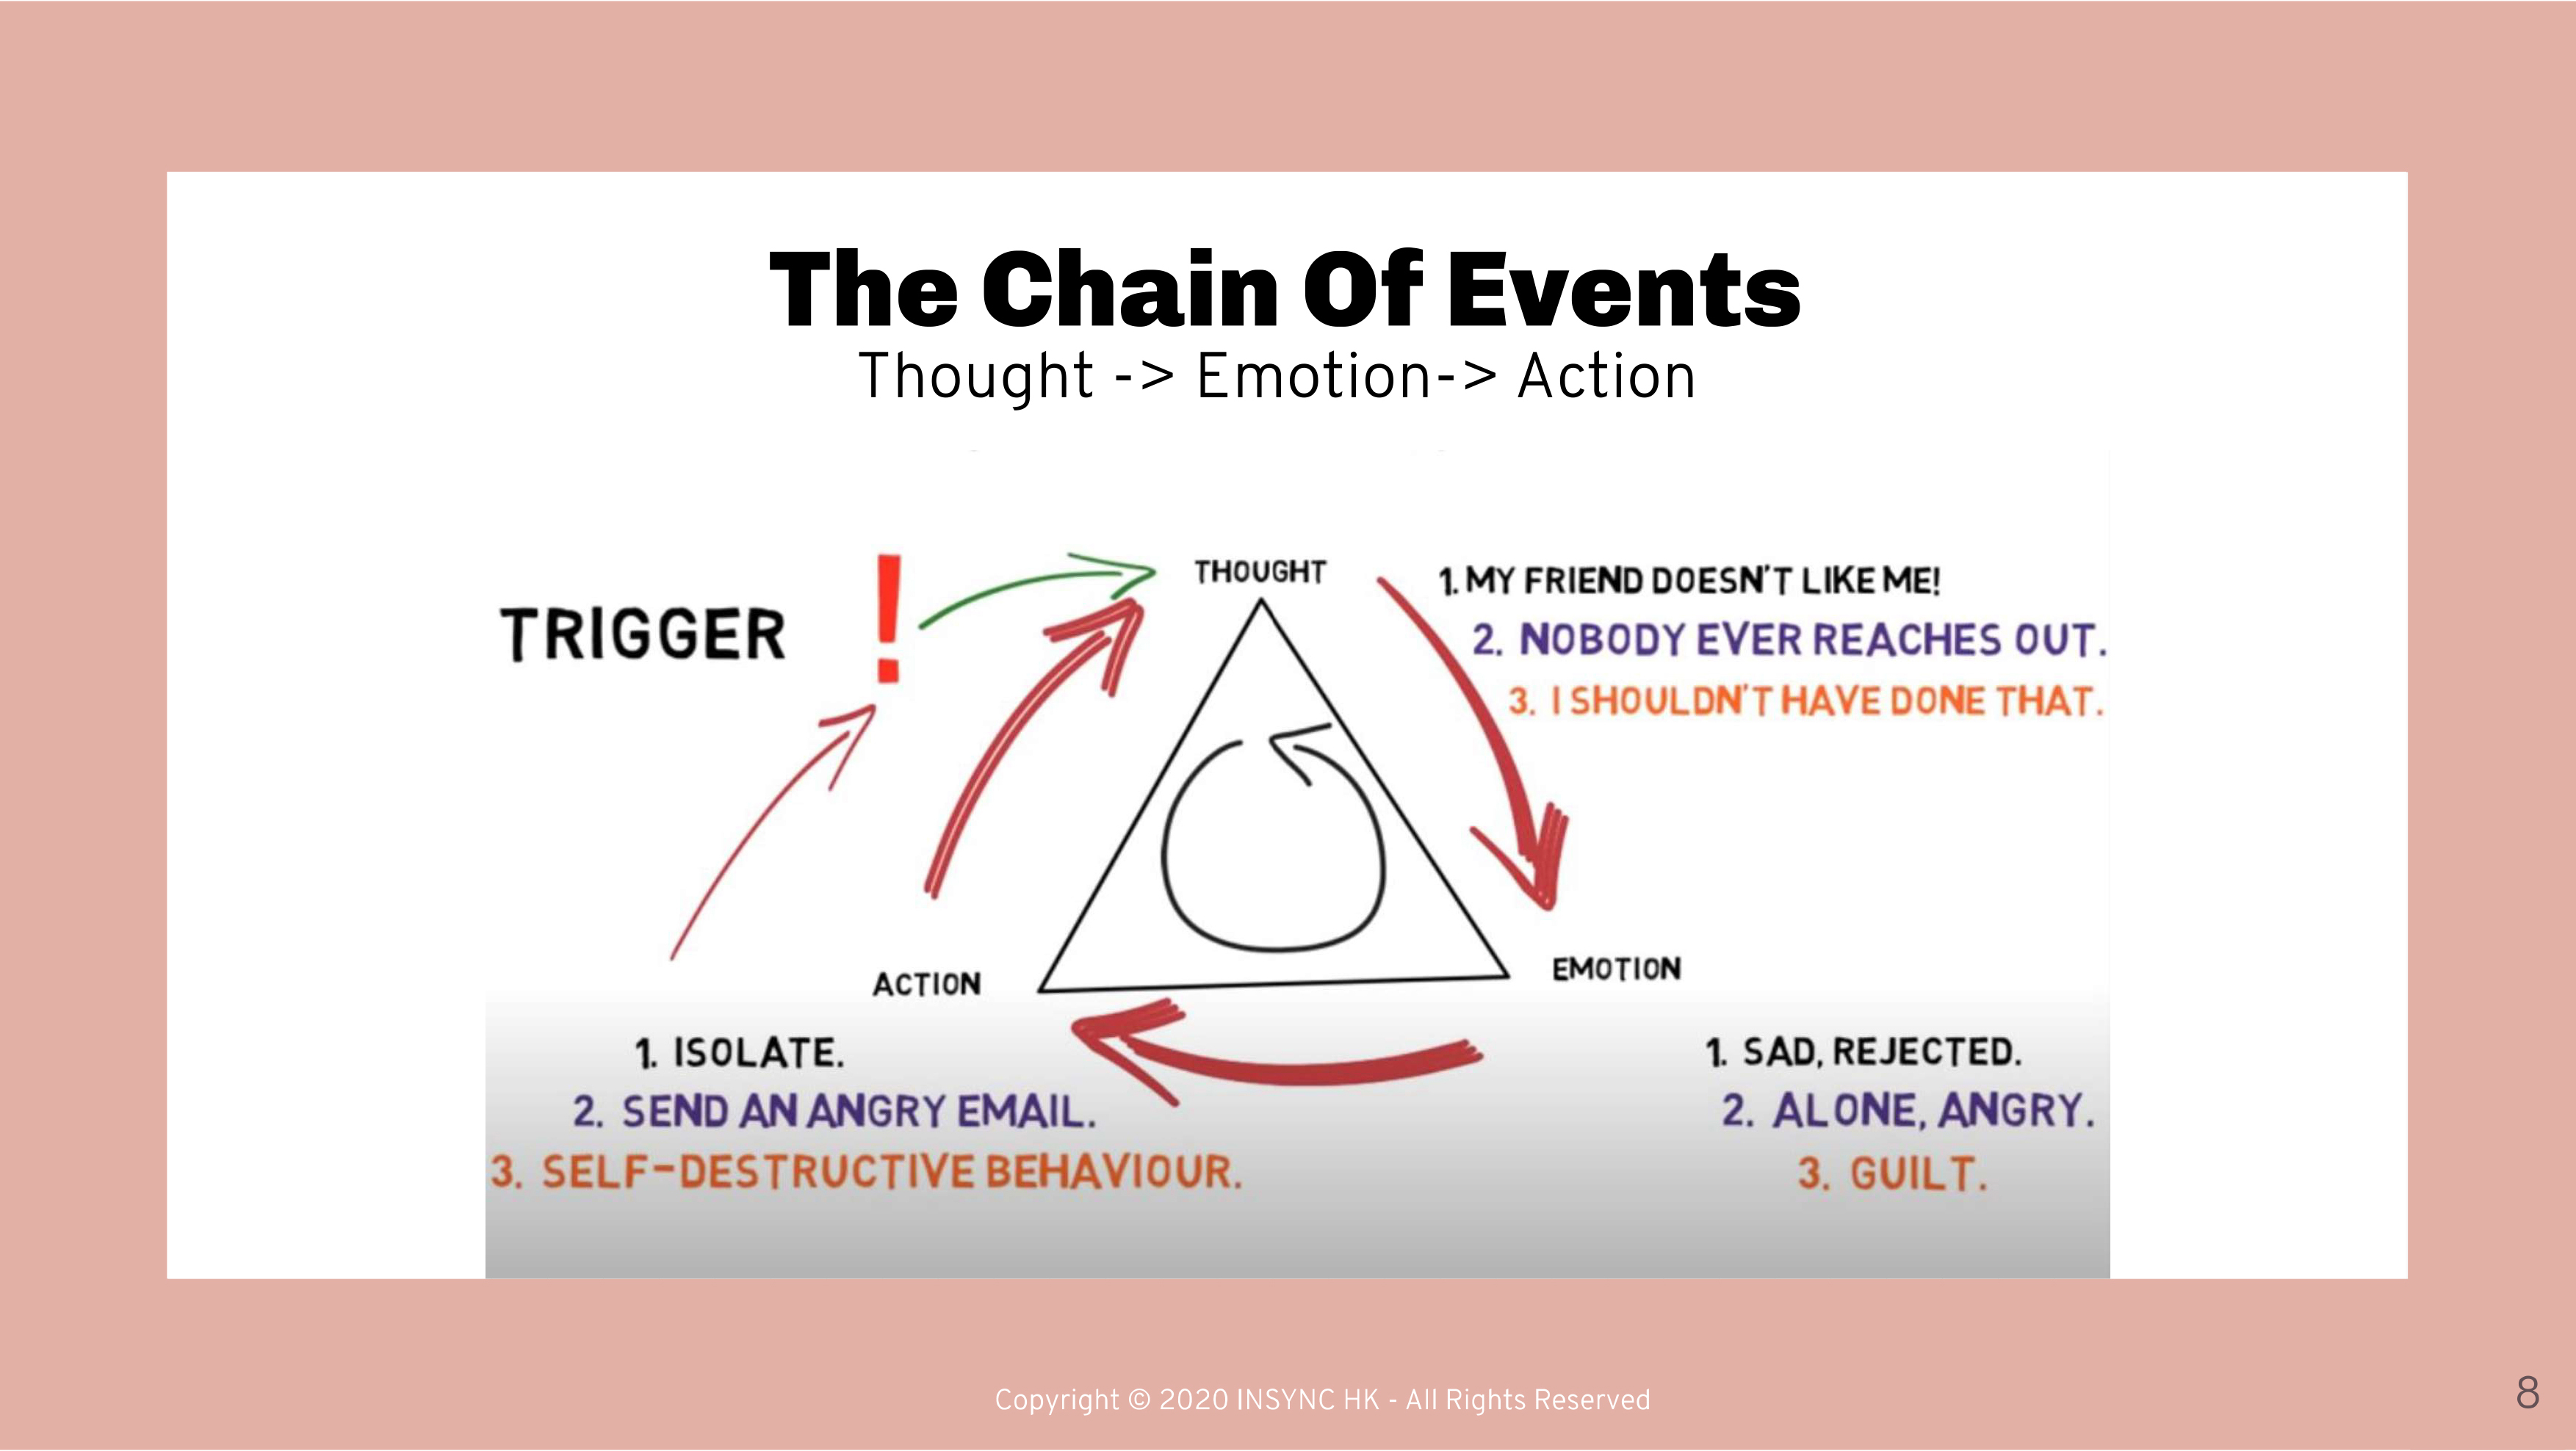 The Chain Of Events
Thought -> Emotion-> Action
TRIGGER !
THOUGHT
1. MY FRIEND DOESN'T LIKE ME!
2. NOBODY EVER REACHES OUT.
3. I SHOULDN'T HAVE DONE THAT.
EMOTION
1. SAD, REJECTED.
2. ALONE, ANGRY.
3. GUILT.
ACTION
1. ISOLATE.
2. SEND AN ANGRY EMAIL.
3. SELF-DESTRUCTIVE BEHAVIOUR.
Copyright © 2020 INSYNC HK - All Rights Reserved
8